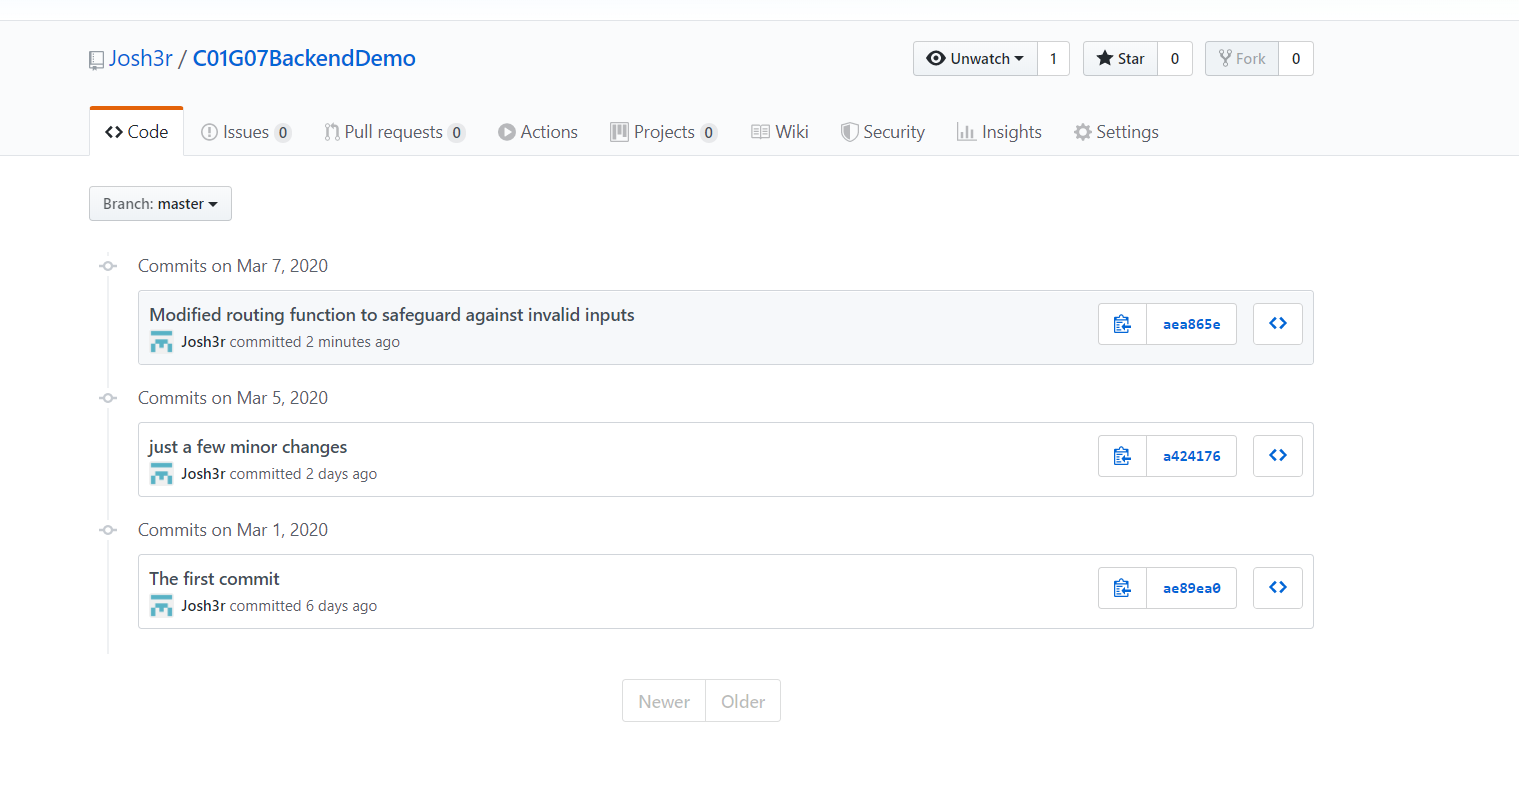 Josh3r / C01G07BackendDemo
Unwatch 1 Star 0 Fork 0
Code Issues 0 Pull requests 0 Actions Projects 0 Wiki Security Insights Settings
Branch: master
Commits on Mar 7, 2020
Modified routing function to safeguard against invalid inputs
Josh3r committed 2 minutes ago
aea865e
Commits on Mar 5, 2020
just a few minor changes
Josh3r committed 2 days ago
a424176
Commits on Mar 1, 2020
The first commit
Josh3r committed 6 days ago
ae89ea0
Newer Older